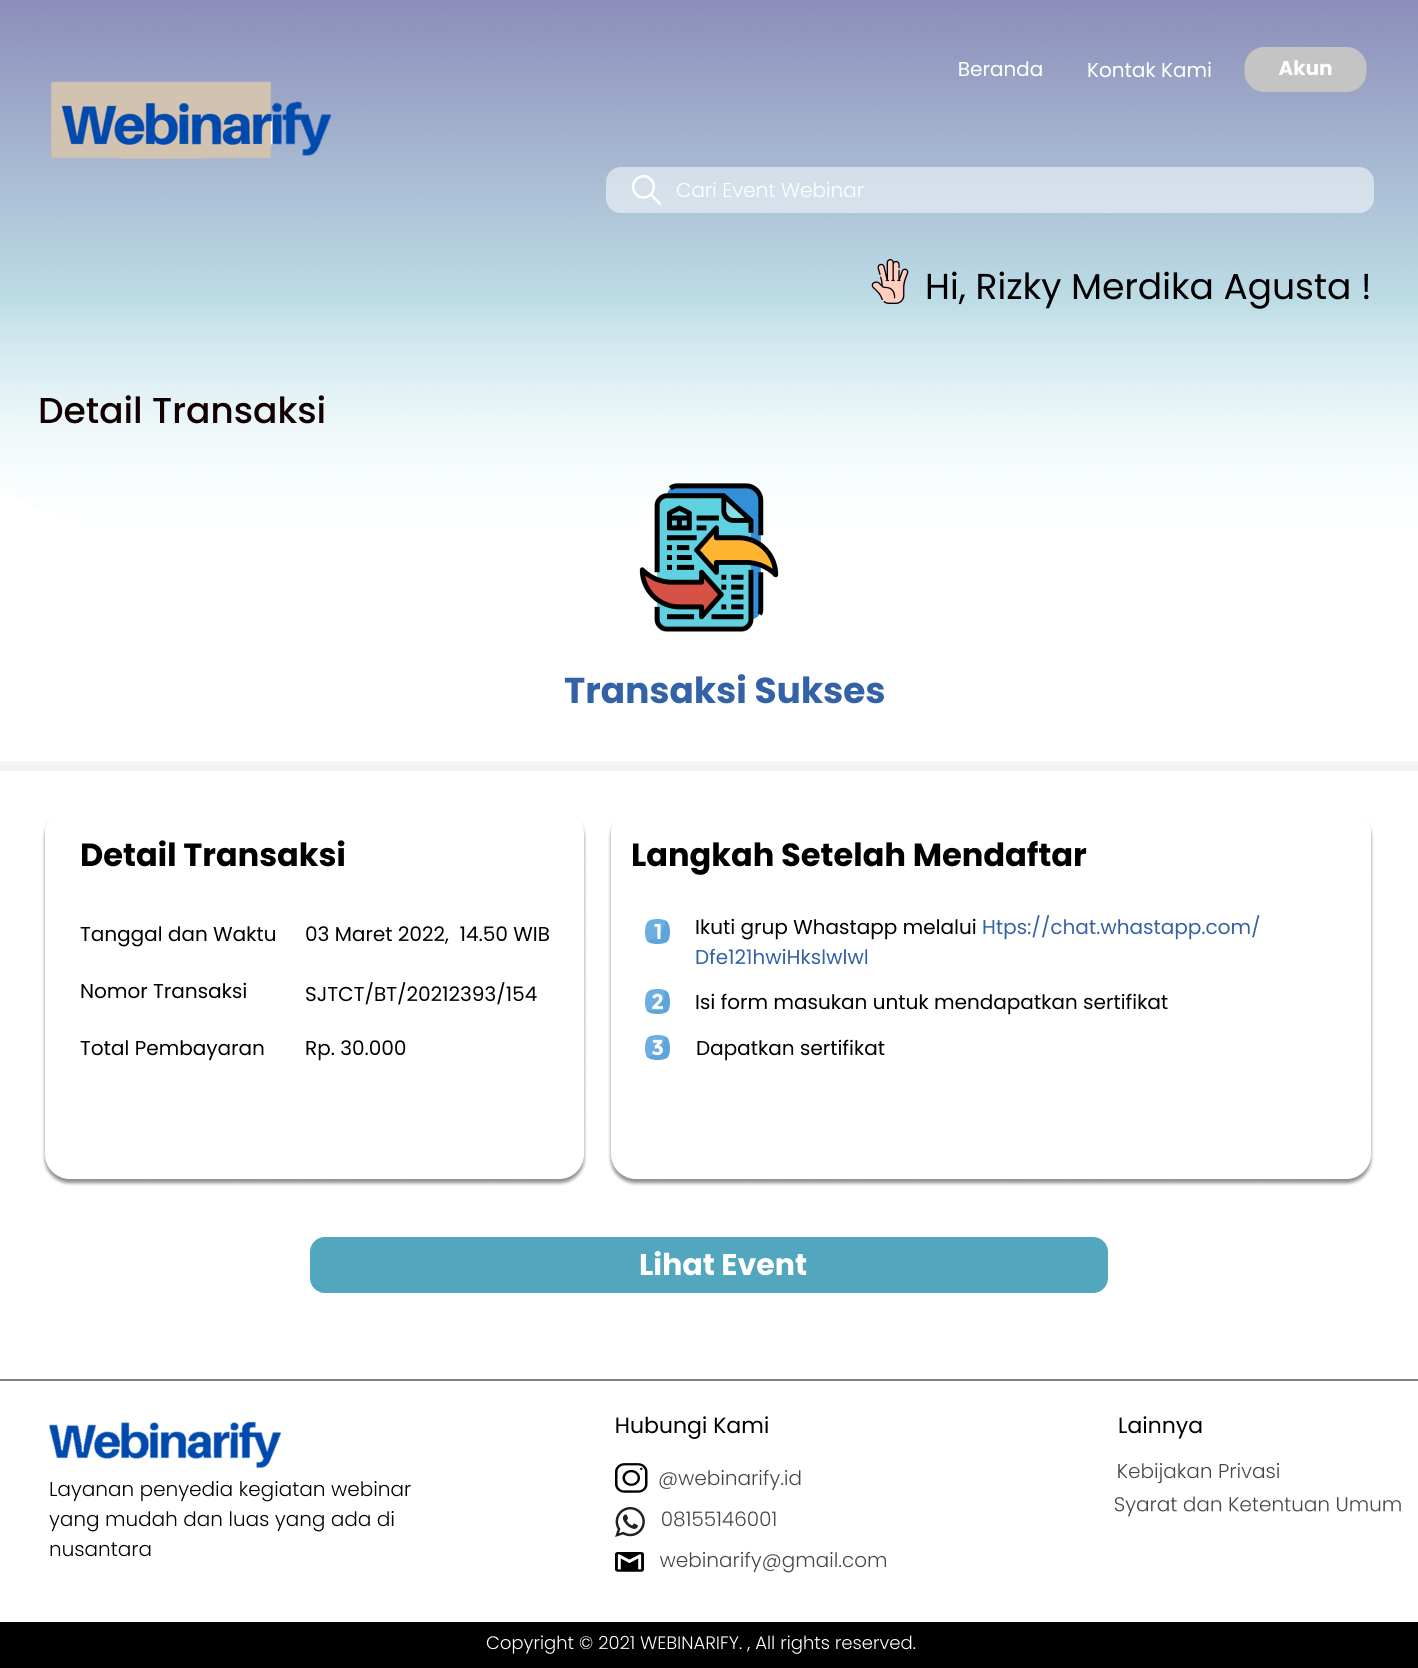 Beranda
Kontak Kami
Akun
Webinarify
Cari Event Webinar
Hi, Rizky Merdika Agusta !
Detail Transaksi
Transaksi Sukses
Detail Transaksi
Tanggal dan Waktu 03 Maret 2022, 14.50 WIB
Nomor Transaksi SJTCT/BT/20212393/154
Total Pembayaran Rp. 30.000
Langkah Setelah Mendaftar
1 Ikuti grup Whastapp melalui Htps://chat.whastapp.com/
Dfe121hwiHkslwlwl
2 Isi form masukan untuk mendapatkan sertifikat
3 Dapatkan sertifikat
Lihat Event
Webinarify
Layanan penyedia kegiatan webinar
yang mudah dan luas yang ada di
nusantara
Hubungi Kami
@webinarify.id
08155146001
webinarify@gmail.com
Lainnya
Kebijakan Privasi
Syarat dan Ketentuan Umum
Copyright © 2021 WEBINARIFY. , All rights reserved.